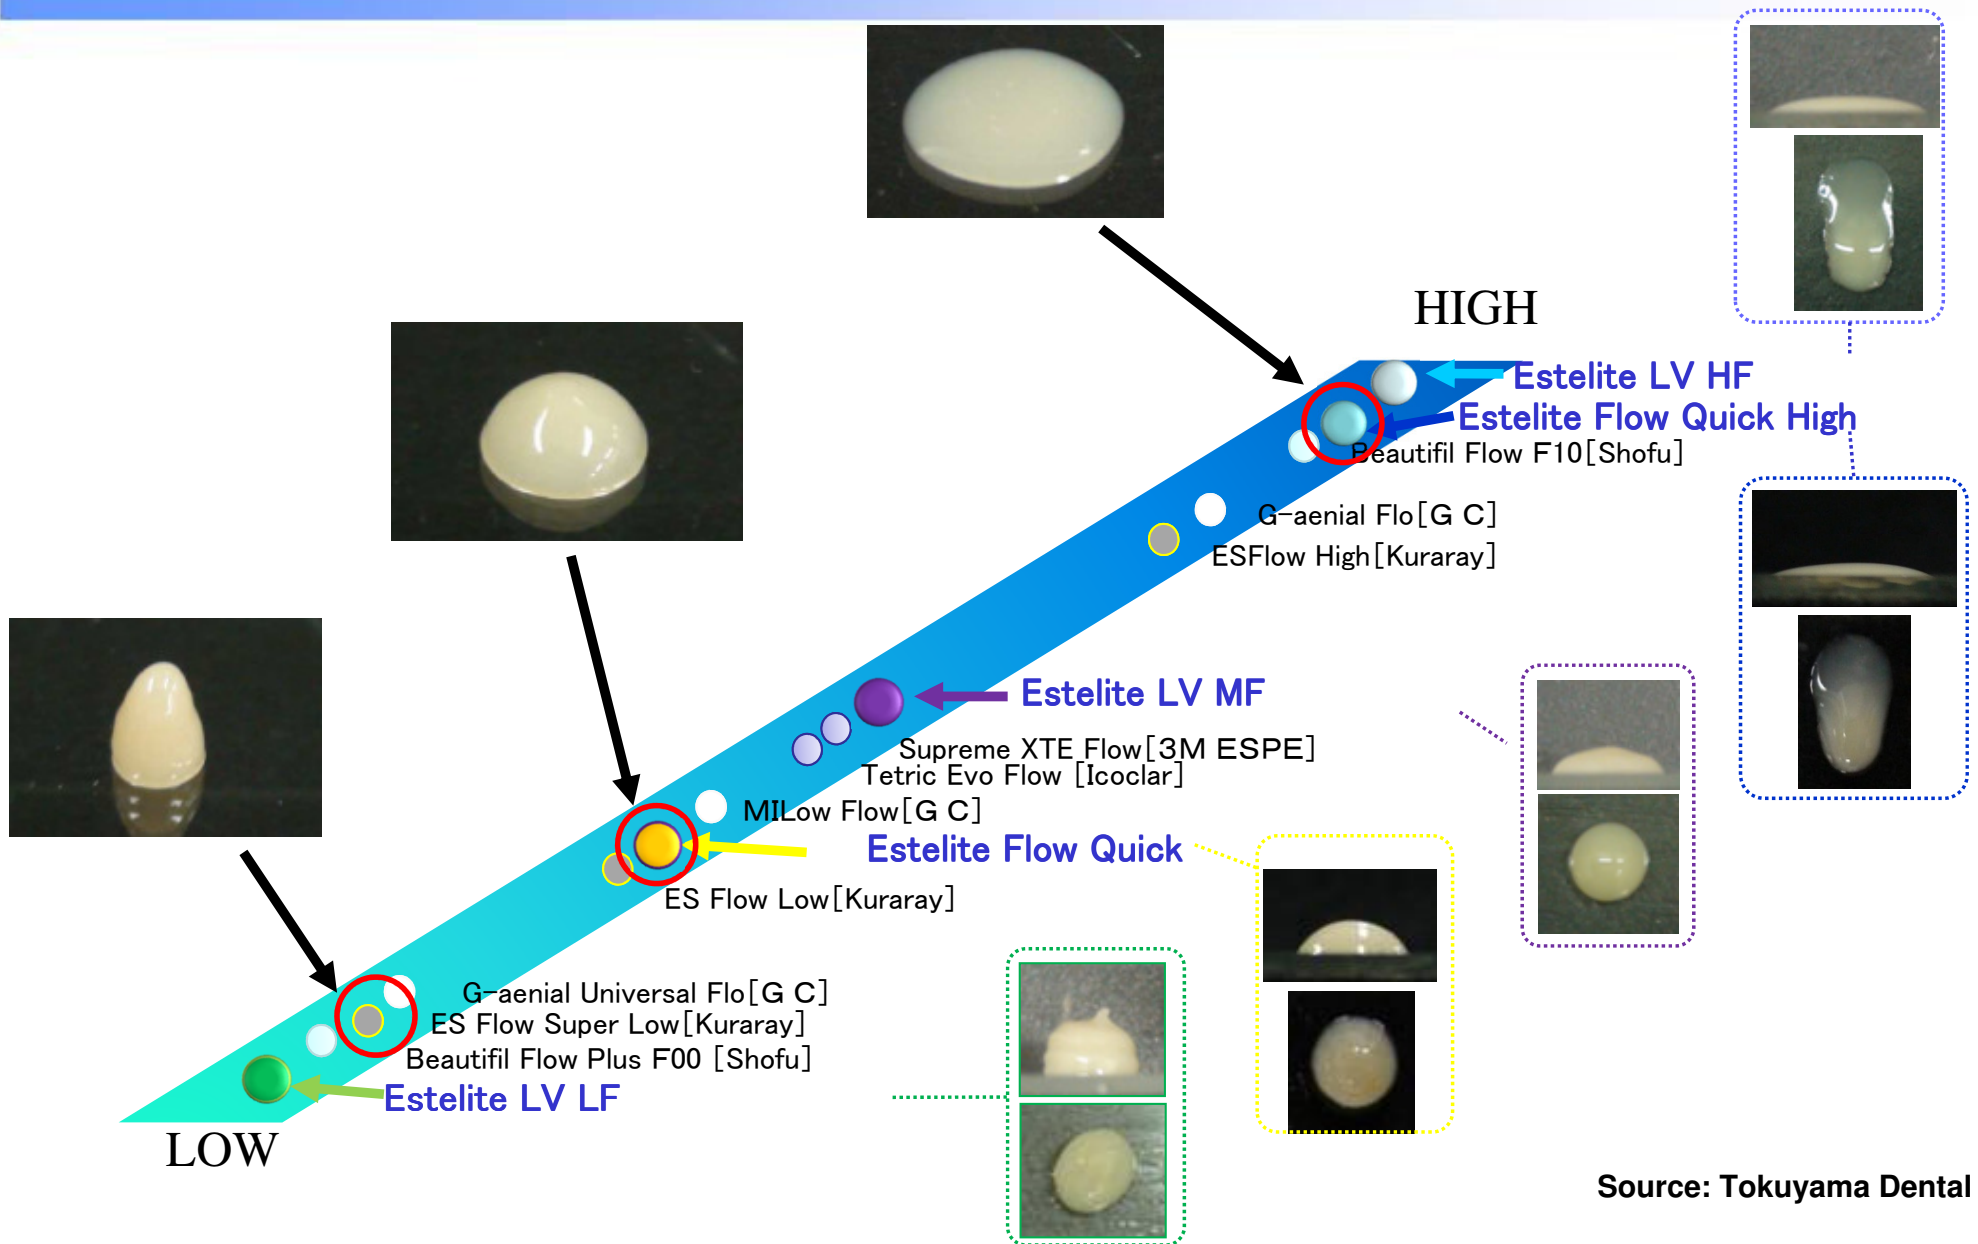 HIGH
Estelite LV HF
Estelite Flow Quick High
Beautifil Flow F10[Shofu]
G-aenial Flo[G C]
ESFlow High[Kuraray]
Estelite LV MF
Supreme XTE Flow[3M ESPE]
Tetric Evo Flow [Icoclar]
MILow Flow[G C]
Estelite Flow Quick
ES Flow Low[Kuraray]
G-aenial Universal Flo[G C]
ES Flow Super Low[Kuraray]
Beautifil Flow Plus F00 [Shofu]
Estelite LV LF
LOW
Source: Tokuyama Dental